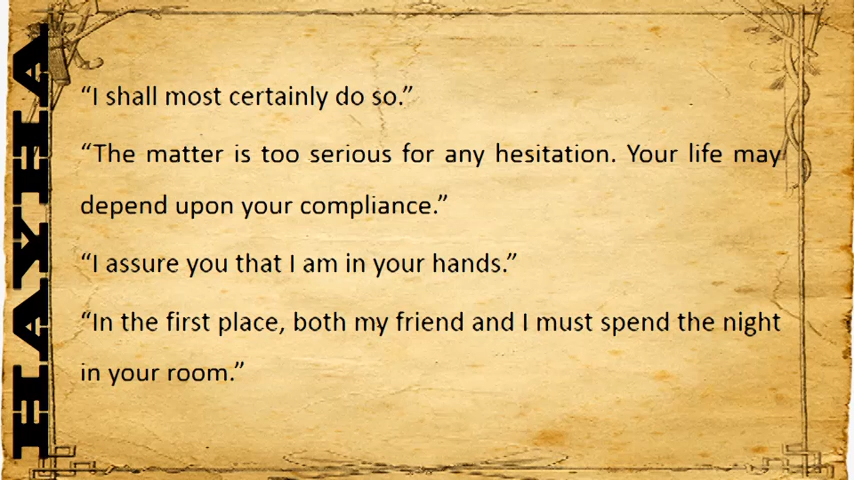 HAYHA
“I shall most certainly do so.”
“The matter is too serious for any hesitation. Your life may
depend upon your compliance.”
“I assure you that I am in your hands.”
“In the first place, both my friend and I must spend the night
in your room.”